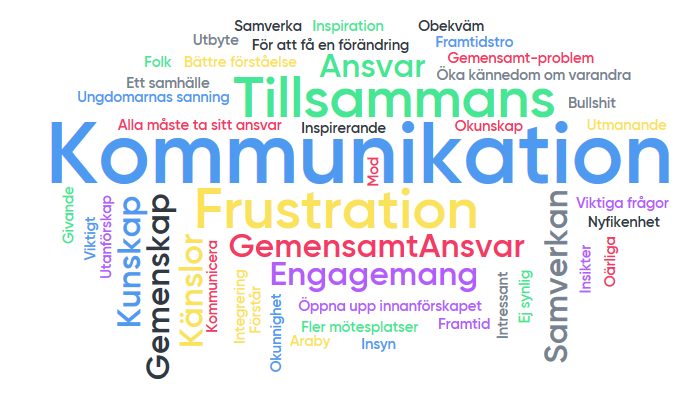 Samverka Inspiration Obekväm
Utbyte För att få en förändring Framtidstro
Folk Bättre förståelse Ansvar Gemensamt-problem
Ett samhälle Öka kännedom om varandra
Ungdomarnas sanning Tillsammans Bullshit
Alla måste ta sitt ansvar Inspirerande Okunskap Utmanande
Kommunikation
Mod
Givande
Viktigt
Utanförskap
Kunskap
Gemenskap
Känslor
Kommunicera
Frustration
GemensamtAnsvar
Engagemang
Integrering
Förstår
Okunnighet
Öppna upp innanförskapet
Fler mötesplatser Framtid
Araby Insyn
Intressant
Ej synlig
Samverkan
Viktiga frågor
Nyfikenhet
Insikter
Oärliga